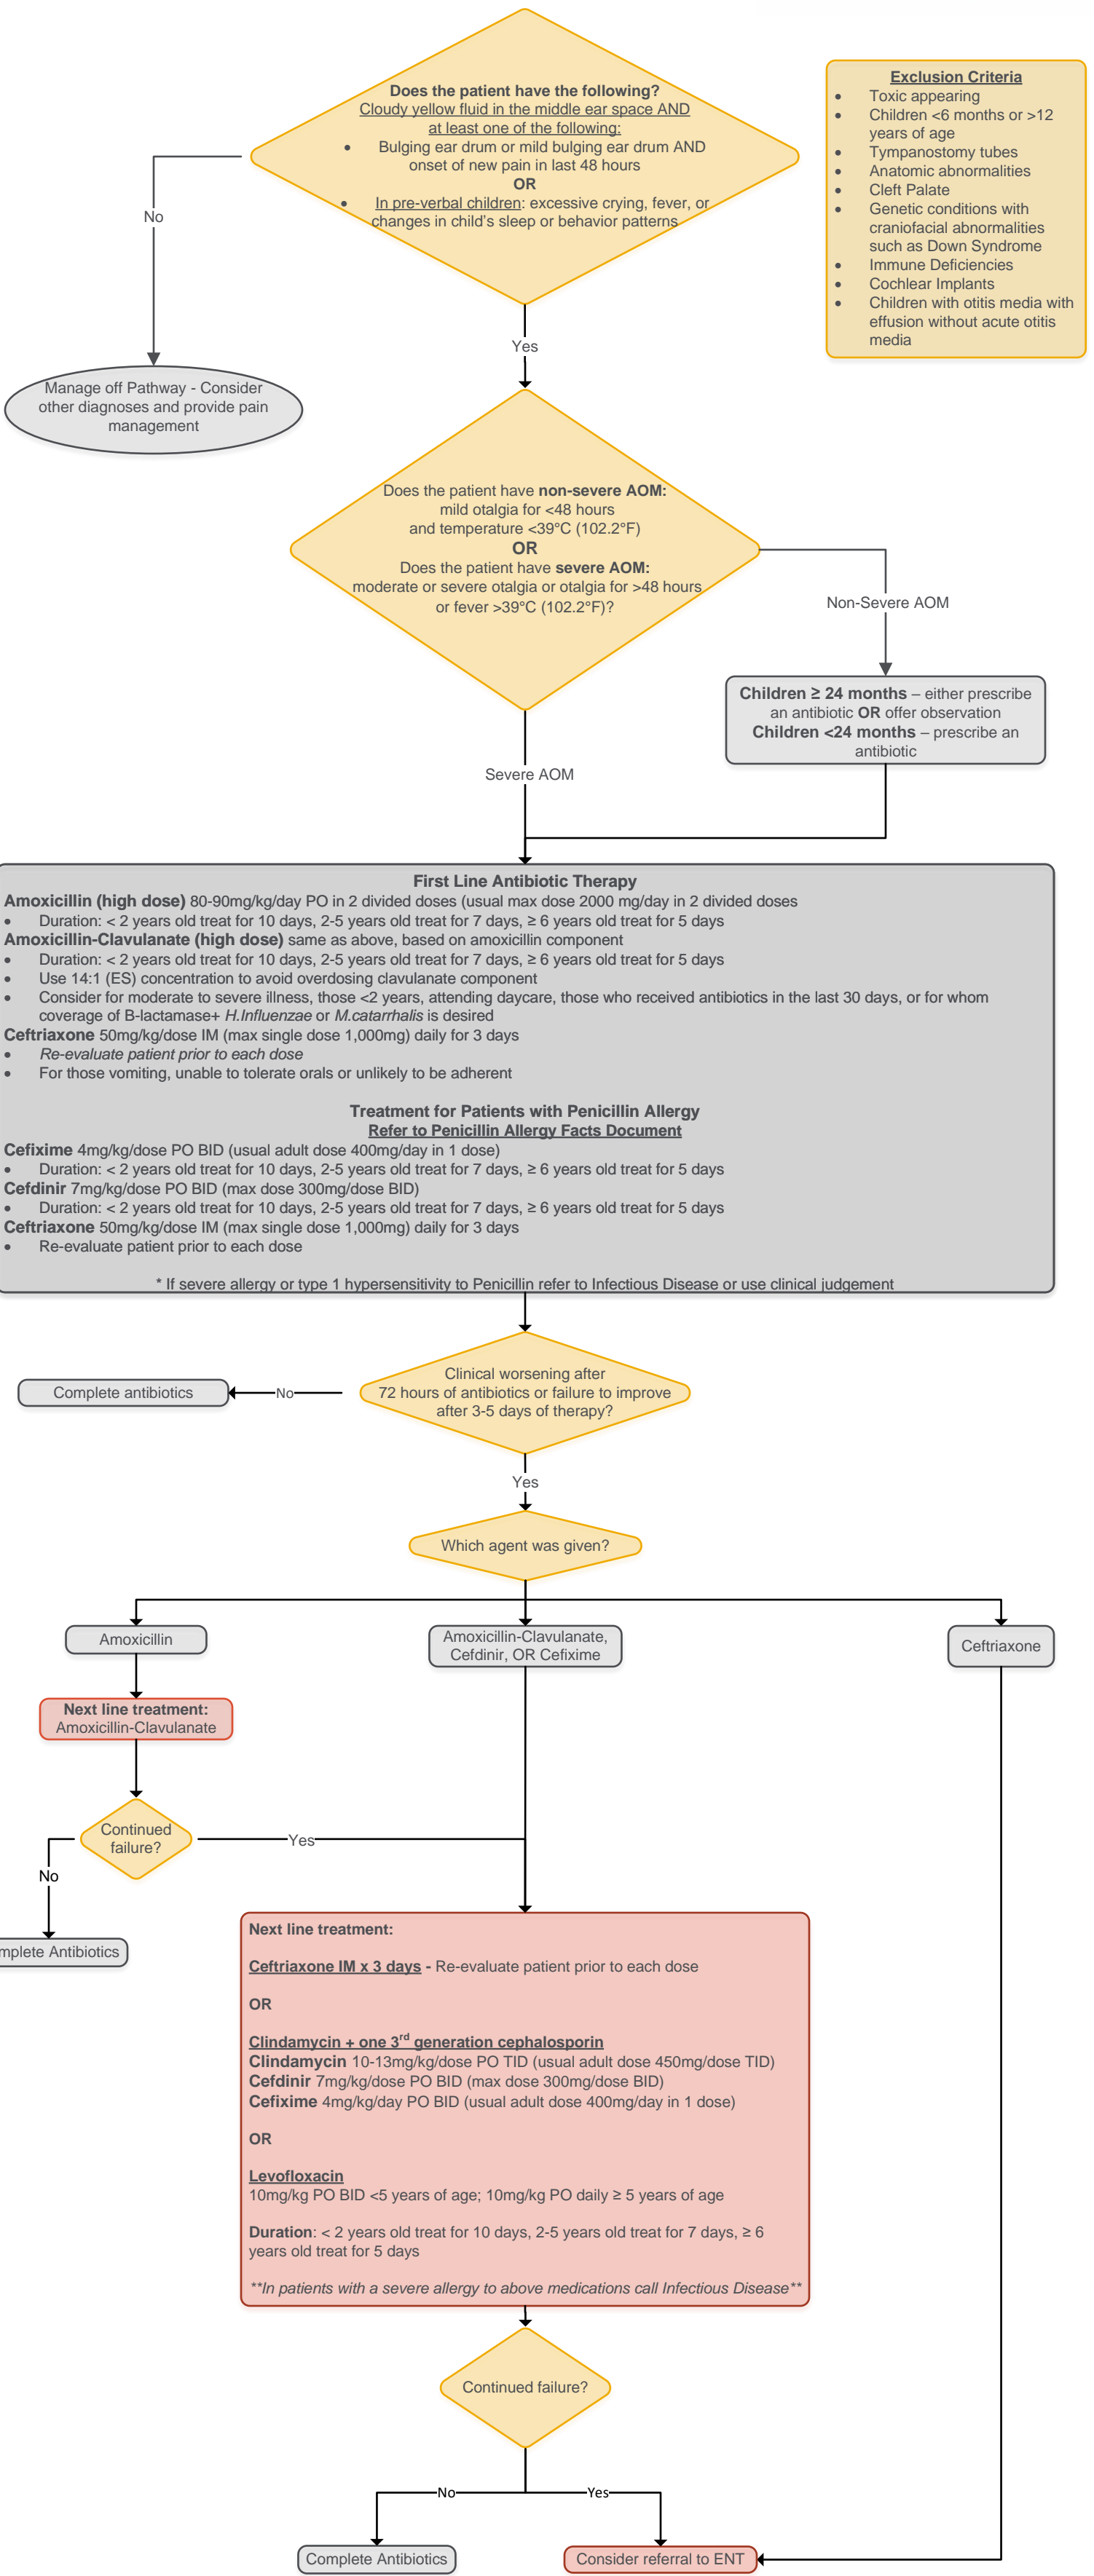 Does the patient have the following?
Cloudy yellow fluid in the middle ear space AND
at least one of the following:
• Bulging ear drum or mild bulging ear drum AND
onset of new pain in last 48 hours
OR
• In pre-verbal children: excessive crying, fever, or
changes in child's sleep or behavior patterns
Exclusion Criteria
• Toxic appearing
• Children <6 months or >12
years of age
• Tympanostomy tubes
• Anatomic abnormalities
• Cleft Palate
• Genetic conditions with
craniofacial abnormalities
such as Down Syndrome
• Immune Deficiencies
• Cochlear Implants
• Children with otitis media with
effusion without acute otitis
media
No
Yes
Manage off Pathway - Consider
other diagnoses and provide pain
management
Does the patient have non-severe AOM:
mild otalgia for <48 hours
and temperature <39°C (102.2°F)
OR
Does the patient have severe AOM:
moderate or severe otalgia or otalgia for >48 hours
or fever >39°C (102.2°F)?
Non-Severe AOM
Children ≥ 24 months – either prescribe
an antibiotic OR offer observation
Children <24 months – prescribe an
antibiotic
Severe AOM
First Line Antibiotic Therapy
Amoxicillin (high dose) 80-90mg/kg/day PO in 2 divided doses (usual max dose 2000 mg/day in 2 divided doses
• Duration: < 2 years old treat for 10 days, 2-5 years old treat for 7 days, ≥ 6 years old treat for 5 days
Amoxicillin-Clavulanate (high dose) same as above, based on amoxicillin component
• Duration: < 2 years old treat for 10 days, 2-5 years old treat for 7 days, ≥ 6 years old treat for 5 days
• Use 14:1 (ES) concentration to avoid overdosing clavulanate component
• Consider for moderate to severe illness, those <2 years, attending daycare, those who received antibiotics in the last 30 days, or for whom
coverage of B-lactamase+ H.Influenzae or M.catarrhalis is desired
Ceftriaxone 50mg/kg/dose IM (max single dose 1,000mg) daily for 3 days
• Re-evaluate patient prior to each dose
• For those vomiting, unable to tolerate orals or unlikely to be adherent
Treatment for Patients with Penicillin Allergy
Refer to Penicillin Allergy Facts Document
Cefixime 4mg/kg/dose PO BID (usual adult dose 400mg/day in 1 dose)
• Duration: < 2 years old treat for 10 days, 2-5 years old treat for 7 days, ≥ 6 years old treat for 5 days
Cefdinir 7mg/kg/dose PO BID (max dose 300mg/dose BID)
• Duration: < 2 years old treat for 10 days, 2-5 years old treat for 7 days, ≥ 6 years old treat for 5 days
Ceftriaxone 50mg/kg/dose IM (max single dose 1,000mg) daily for 3 days
• Re-evaluate patient prior to each dose
* If severe allergy or type 1 hypersensitivity to Penicillin refer to Infectious Disease or use clinical judgement
Clinical worsening after
72 hours of antibiotics or failure to improve
after 3-5 days of therapy?
No
Complete antibiotics
Yes
Which agent was given?
Amoxicillin
Amoxicillin-Clavulanate,
Cefdinir, OR Cefixime
Ceftriaxone
Next line treatment:
Amoxicillin-Clavulanate
Continued
failure?
Yes
No
mplete Antibiotics
Next line treatment:
Ceftriaxone IM x 3 days - Re-evaluate patient prior to each dose
OR
Clindamycin + one 3rd generation cephalosporin
Clindamycin 10-13mg/kg/dose PO TID (usual adult dose 450mg/dose TID)
Cefdinir 7mg/kg/dose PO BID (max dose 300mg/dose BID)
Cefixime 4mg/kg/day PO BID (usual adult dose 400mg/day in 1 dose)
OR
Levofloxacin
10mg/kg PO BID <5 years of age; 10mg/kg PO daily ≥ 5 years of age
Duration: < 2 years old treat for 10 days, 2-5 years old treat for 7 days, ≥ 6
years old treat for 5 days
**In patients with a severe allergy to above medications call Infectious Disease**
Continued failure?
No
Yes
Complete Antibiotics
Consider referral to ENT